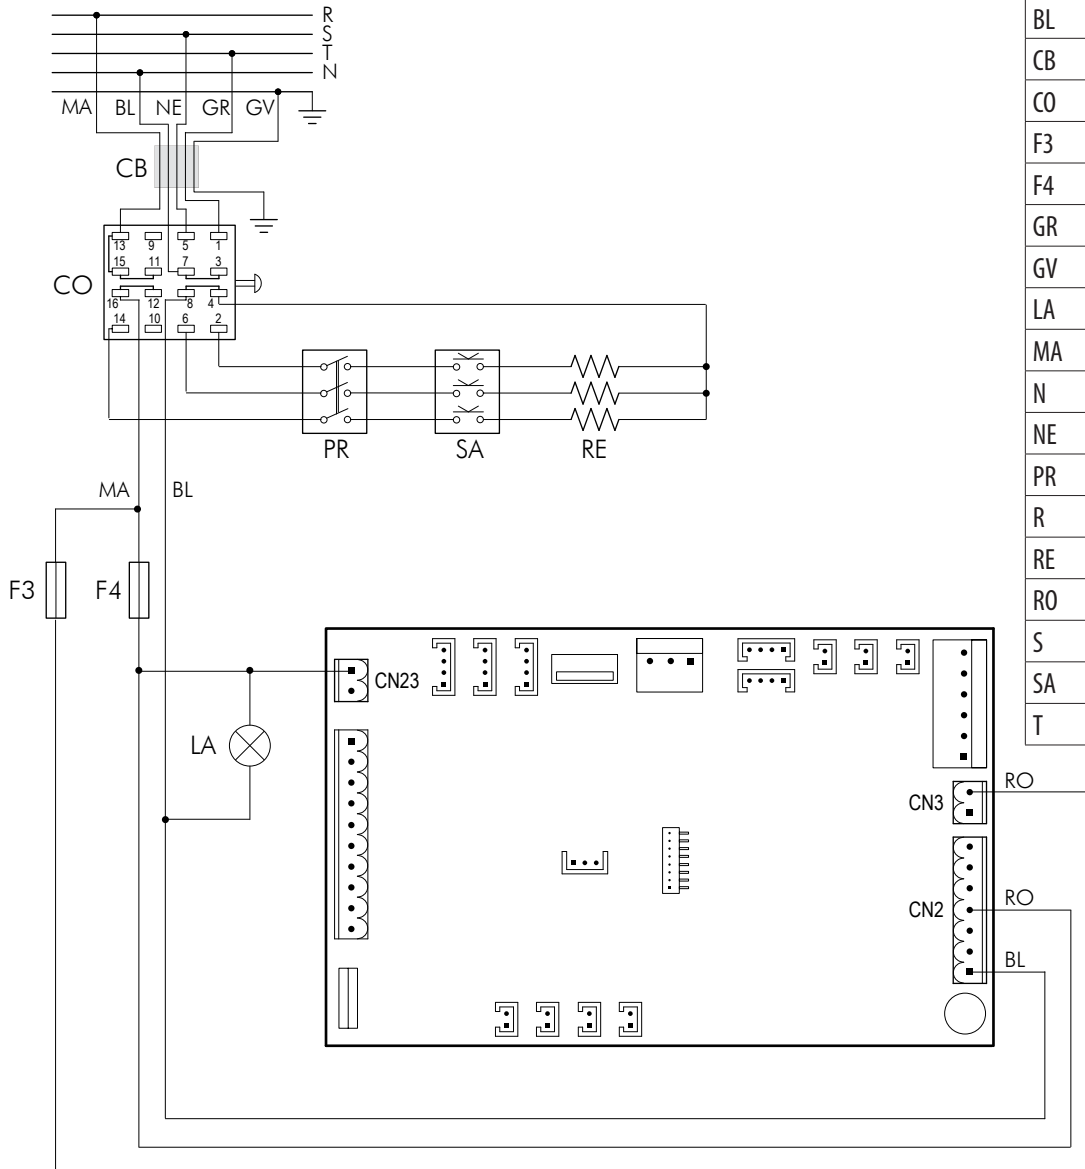 R
S
T
N
MA BL NE GR GV
CB
CO
13 9 5 1
15 11 7 3
16 12 8 4
14 10 6 2
PR SA RE
MA BL
F3 F4
CN23
LA
CN3
RO
CN2
RO
BL
BL
CB
CO
F3
F4
GR
GV
LA
MA
N
NE
PR
R
RE
RO
S
SA
T